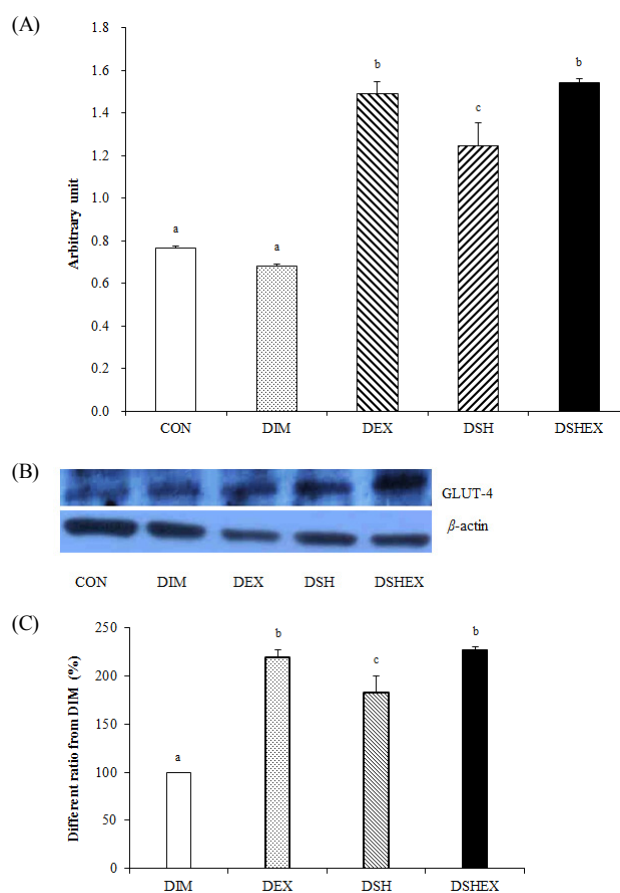 (A)
Arbitrary unit
1.8
1.6
1.4
1.2
1.0
0.8
0.6
0.4
0.2
0.0
a
a
b
c
b
CON DIM DEX DSH DSHEX
(B)
GLUT-4
β-actin
CON DIM DEX DSH DSHEX
(C)
Different ratio from DIM (%)
250
200
150
100
50
0
a
b
c
b
DIM DEX DSH DSHEX